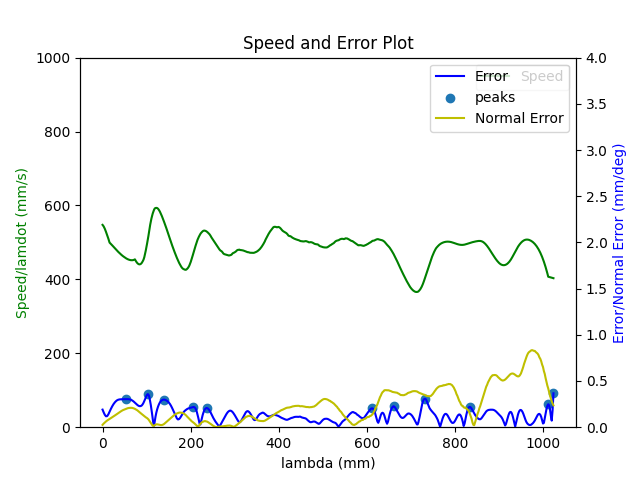 Speed and Error Plot
1000
800
600
400
200
0
Speed/lamdot (mm/s)
4.0
3.5
3.0
2.5
2.0
1.5
1.0
0.5
0.0
Error/Normal Error (mm/deg)
Error
Speed
peaks
Normal Error
0
200
400
600
800
1000
lambda (mm)